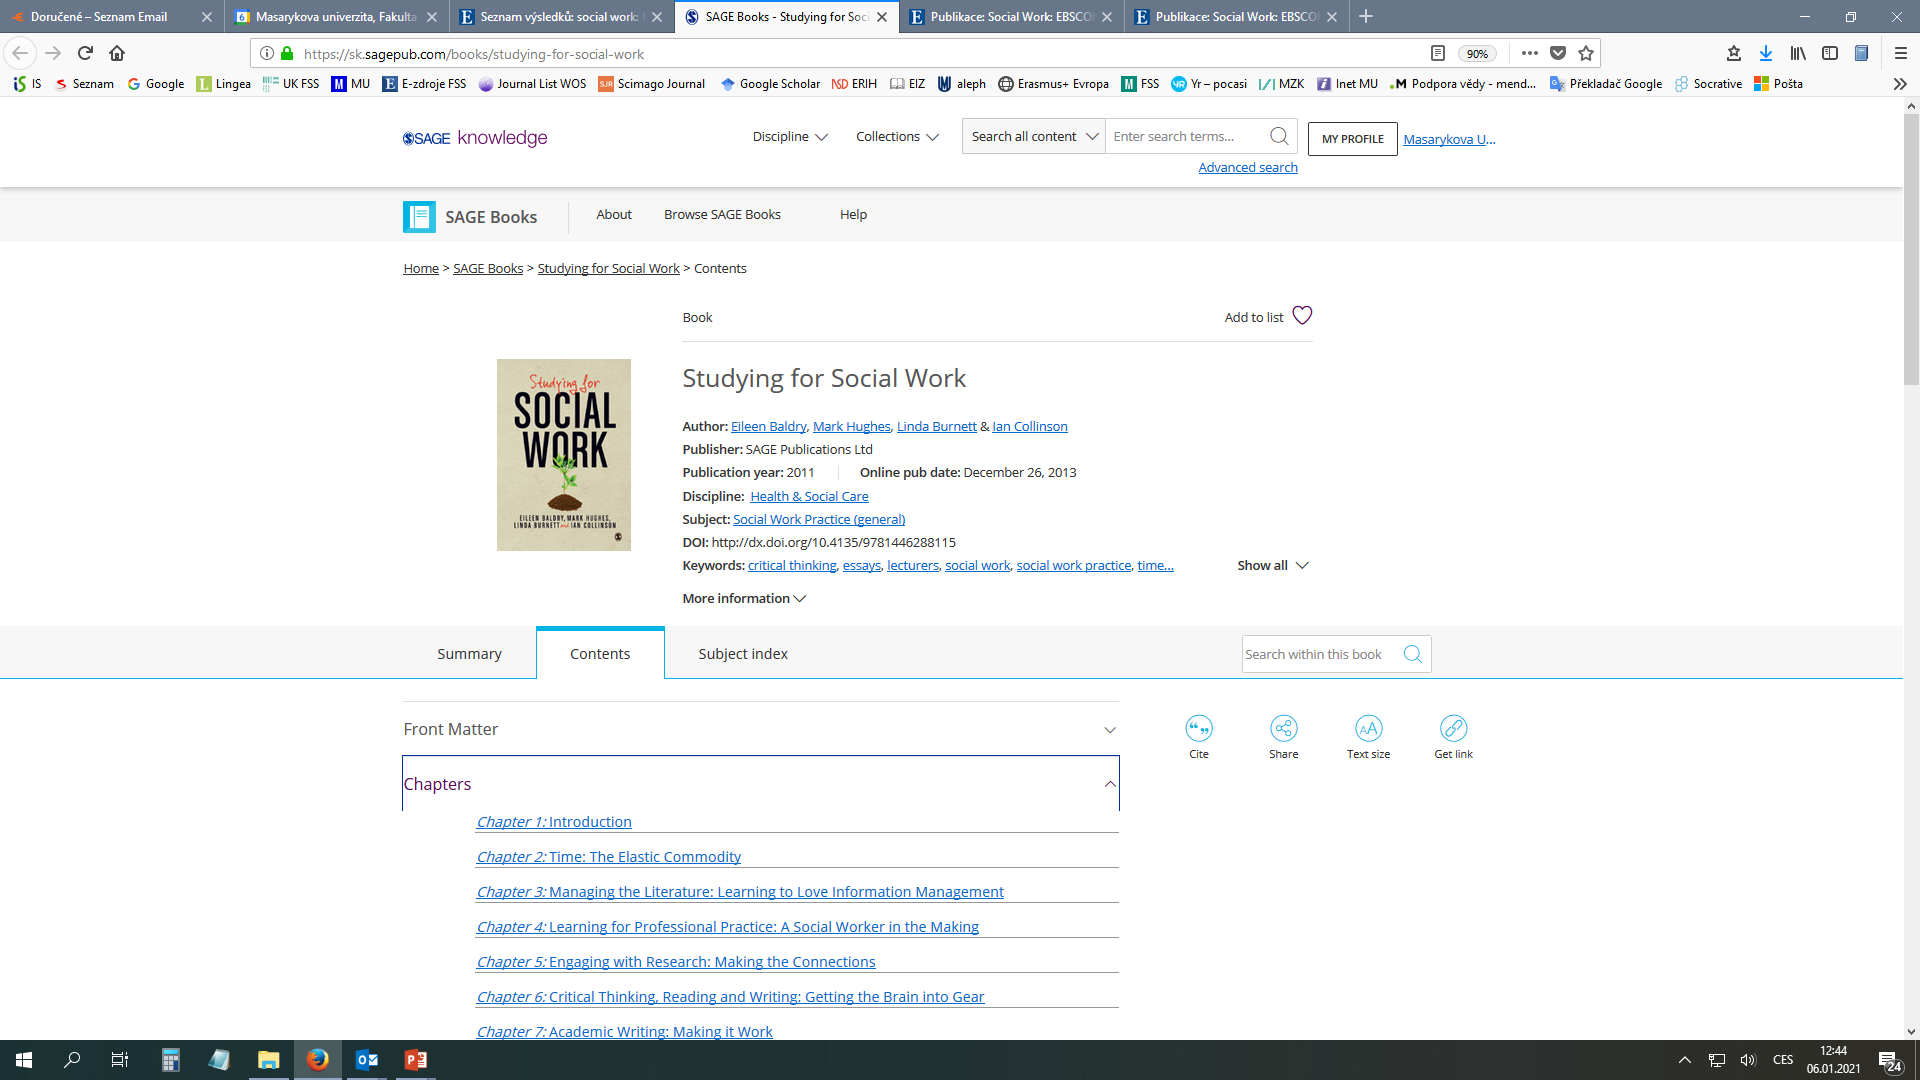 Doručené – Seznam Email
Masarykova univerzita, Fakulta
Seznam výsledků: social work:
SAGE Books - Studying for Soci
Publikace: Social Work: EBSCO
Publikace: Social Work: EBSCO
https://sk.sagepub.com/books/studying-for-social-work
90%
IS Seznam Google Lingea UK FSS MU E-zdroje FSS Journal List WOS Scimago Journal Google Scholar ERIH EIZ aleph Erasmus+ Evropa FSS Yr – pocasi MZK Inet MU Podpora vědy - mend... Překladač Google Socrative Pošta
SAGE knowledge
Discipline Collections Search all content Enter search terms... MY PROFILE Masarykova U...
Advanced search
SAGE Books About Browse SAGE Books Help
Home > SAGE Books > Studying for Social Work > Contents
Book Add to list
Studying for
SOCIAL
WORK
EILEEN BALDRY, MARK HUGHES,
LINDA BURNETT and IAN COLLINSON
Studying for Social Work
Author: Eileen Baldry, Mark Hughes, Linda Burnett & Ian Collinson
Publisher: SAGE Publications Ltd
Publication year: 2011 Online pub date: December 26, 2013
Discipline: Health & Social Care
Subject: Social Work Practice (general)
DOI: http://dx.doi.org/10.4135/9781446288115
Keywords: critical thinking, essays, lecturers, social work, social work practice, time... Show all
More information
Summary Contents Subject index Search within this book
Front Matter
Cite Share Text size Get link
Chapters
Chapter 1: Introduction
Chapter 2: Time: The Elastic Commodity
Chapter 3: Managing the Literature: Learning to Love Information Management
Chapter 4: Learning for Professional Practice: A Social Worker in the Making
Chapter 5: Engaging with Research: Making the Connections
Chapter 6: Critical Thinking, Reading and Writing: Getting the Brain into Gear
Chapter 7: Academic Writing: Making it Work
CES
12:44
06.01.2021
24